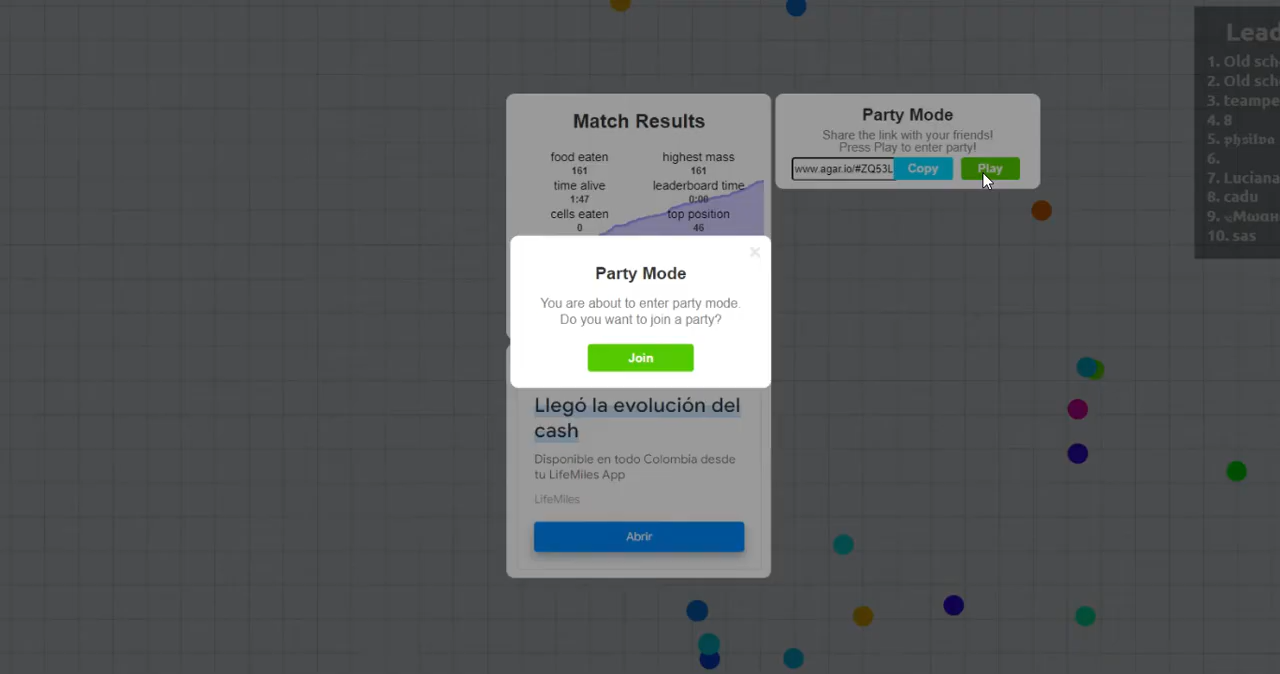 Match Results
food eaten
161
highest mass
161
time alive
1:47
leaderboard time
0:00
cells eaten
0
top position
46
Party Mode
Share the link with your friends!
Press Play to enter party!
www.agar.io/#ZQ53L
Copy
Play
Party Mode
You are about to enter party mode.
Do you want to join a party?
Join
Llegó la evolución del
cash
Disponible en todo Colombia desde
tu LifeMiles App
LifeMiles
Abrir
Lead
1. Old sch
2. Old sch
3. teampe
4. 8
5.
6.
7. Luciana
8. cadu
9.
10. sas